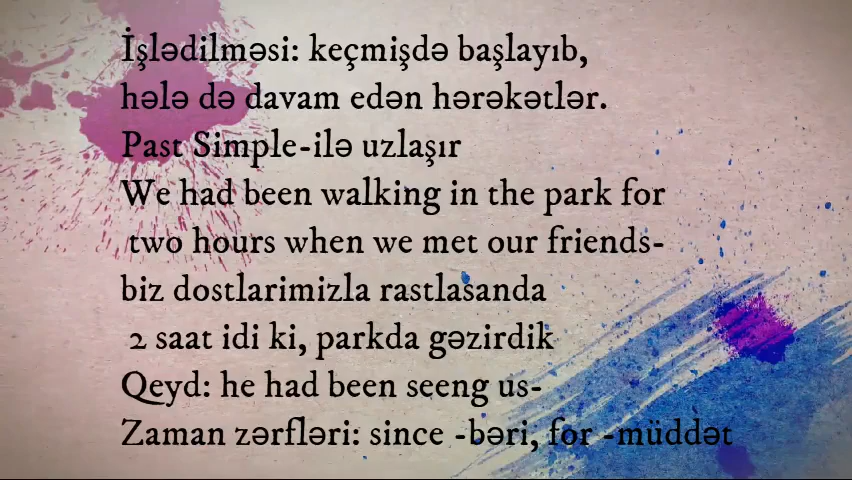 İşlədilməsi: keçmişdə başlayıb,
hələ də davam edən hərəkətlər.
Past Simple-ilə uzlaşır
We had been walking in the park for
two hours when we met our friends-
biz dostlarimizla rastlasanda
2 saat idi ki, parkda gəzirdik
Qeyd: he had been seeng us-
Zaman zərfləri: since -bəri, for -müddət